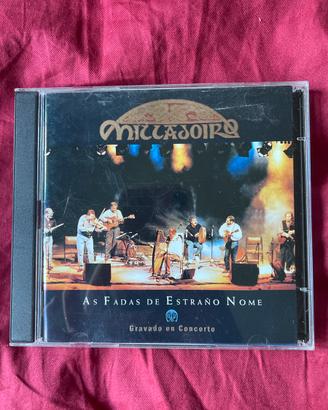 Milladoiro
As Fadas de Estraño Nome
Gravado en Concerto